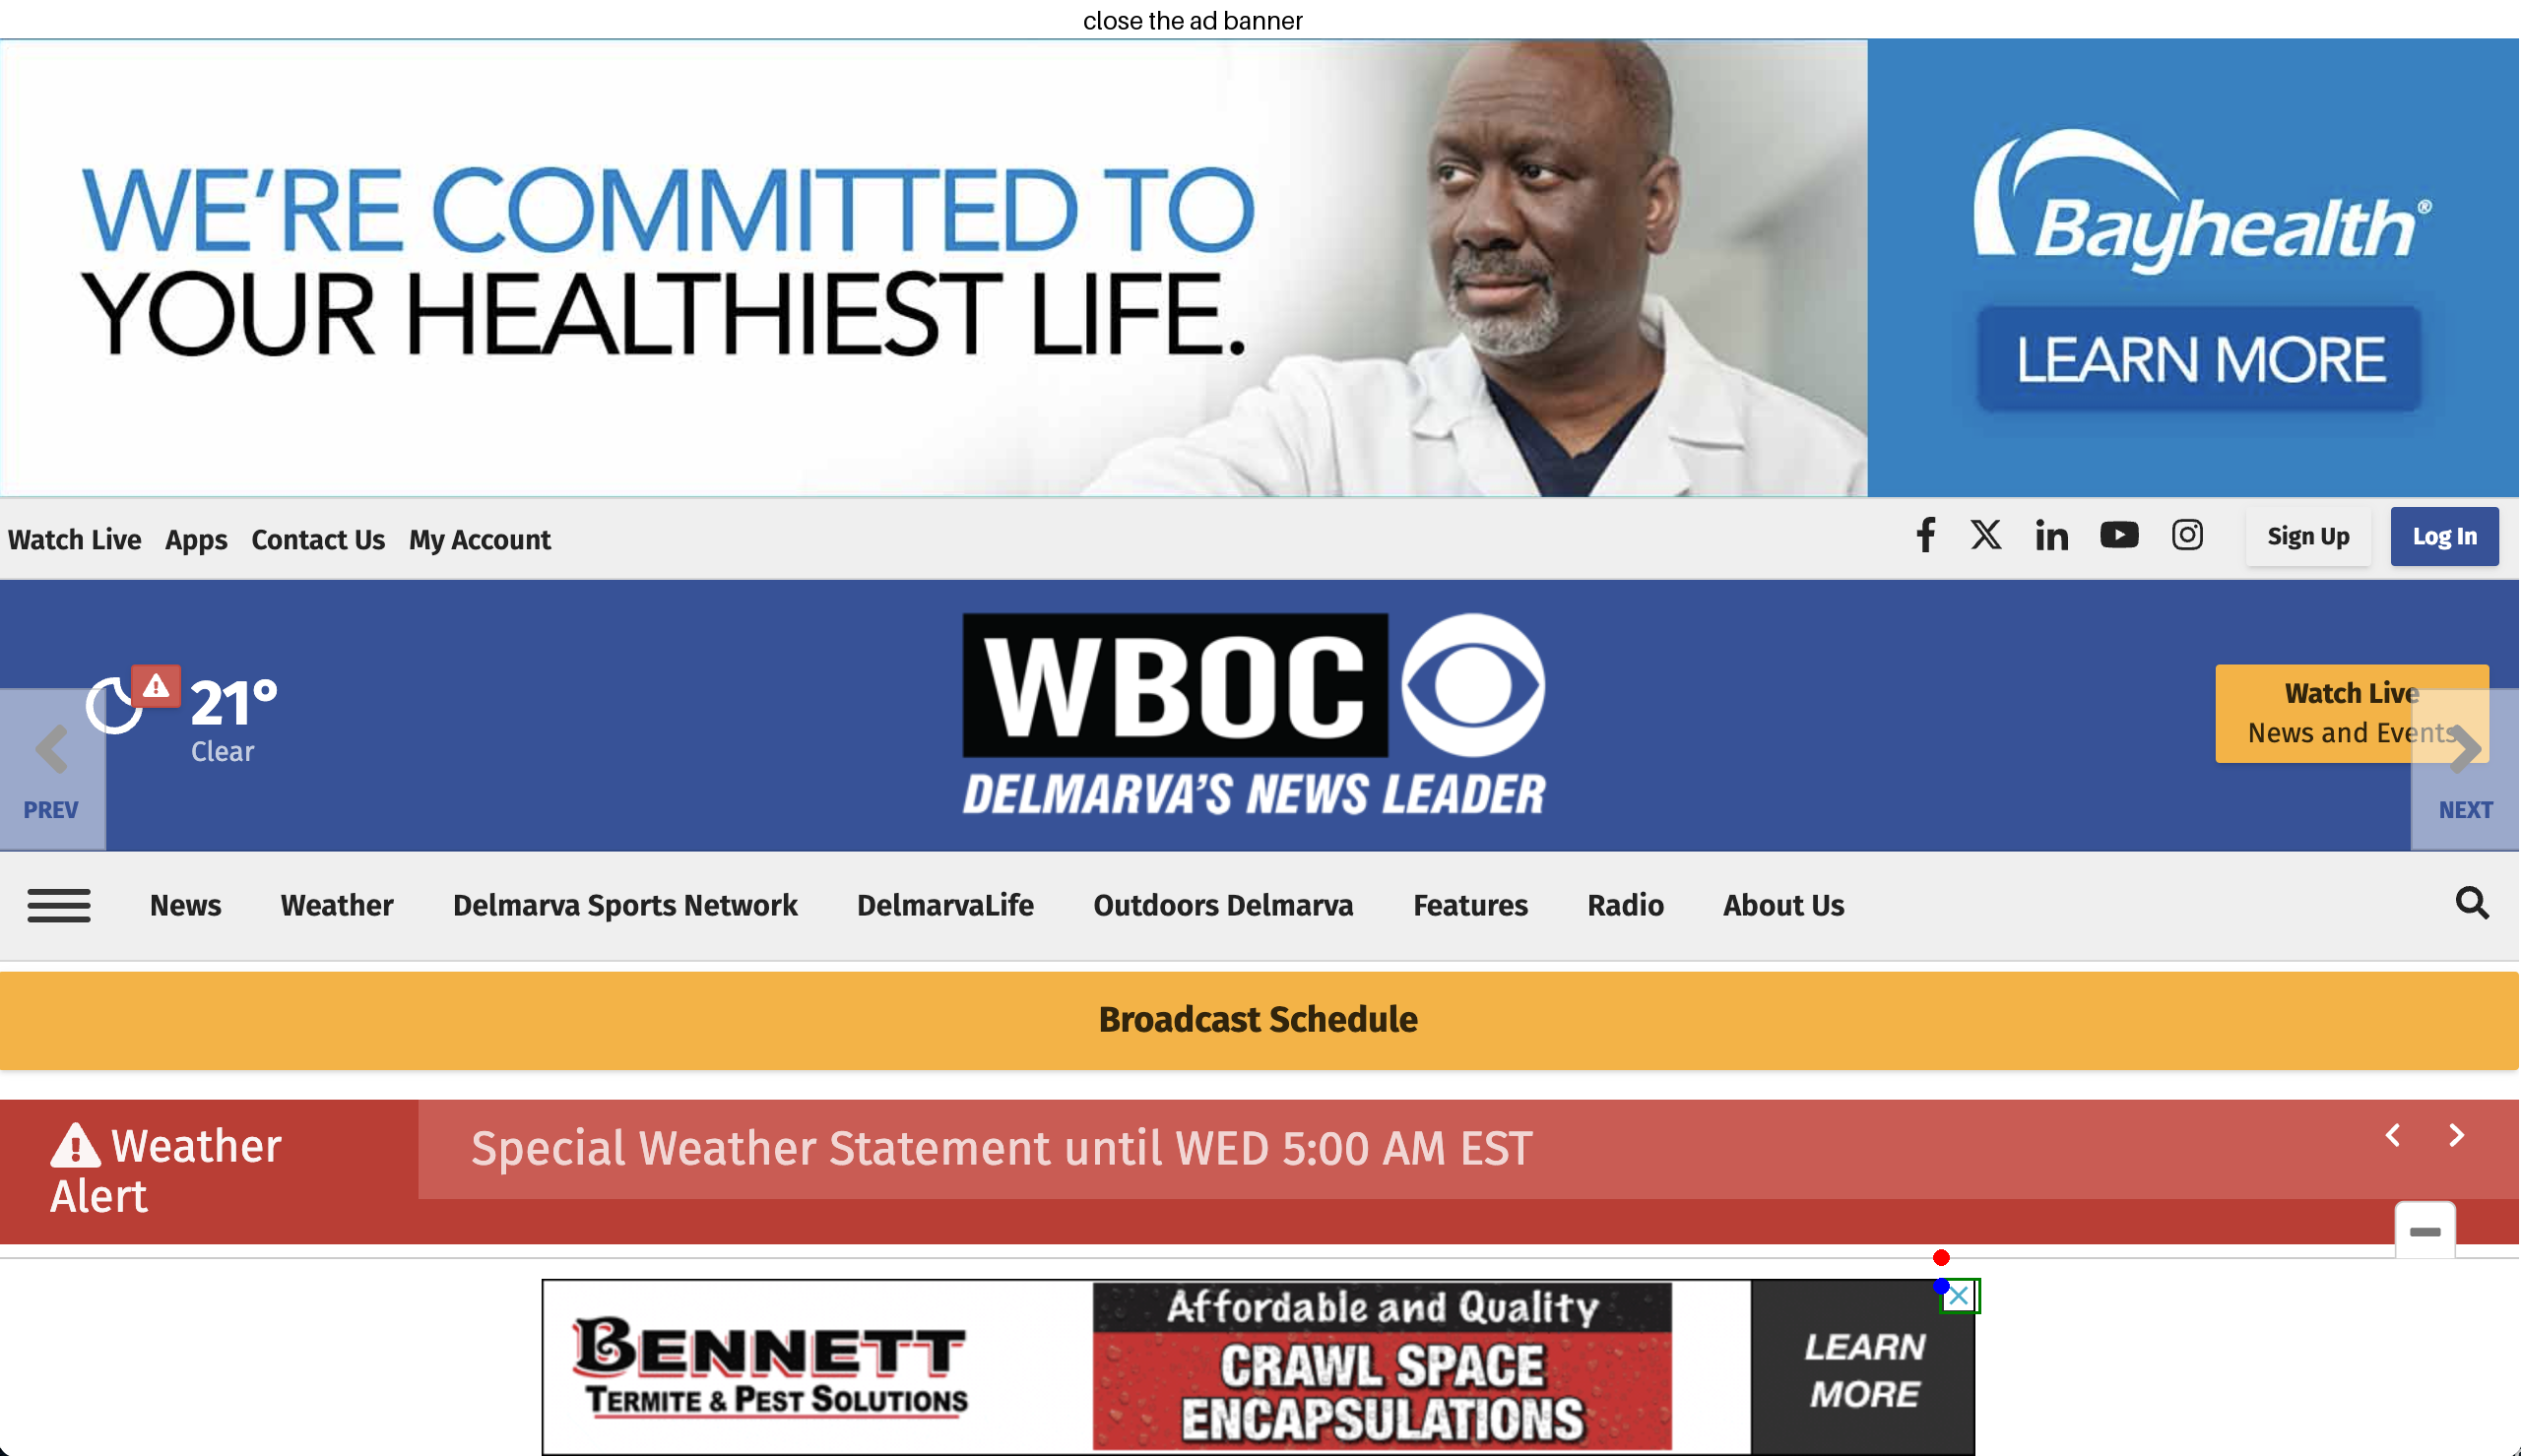 close the ad banner
WE'RE COMMITTED TO
YOUR HEALTHIEST LIFE.
Bayhealth®
LEARN MORE
Watch Live Apps Contact Us My Account
Sign Up Log In
21°
Clear
WBOC
DELMARVA'S NEWS LEADER
Watch Live
News and Events
PREV
NEXT
News Weather Delmarva Sports Network DelmarvaLife Outdoors Delmarva Features Radio About Us
Broadcast Schedule
Weather
Alert
Special Weather Statement until WED 5:00 AM EST
BENNETT
TERMITE & PEST SOLUTIONS
Affordable and Quality
CRAWL SPACE
ENCAPSULATIONS
LEARN
MORE